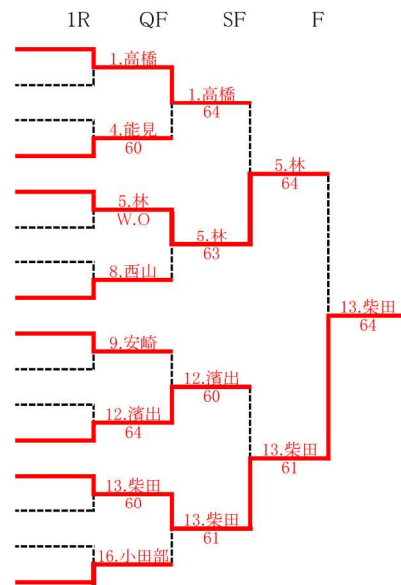 1R QF SF F
1.高橋
1.高橋
64
4.能見
60
5.林
64
5.林
W.O
5.林
63
8.西山
13.柴田
64
9.安崎
12.濱出
60
12.濱出
64
13.柴田
61
13.柴田
60
13.柴田
61
16.小田部